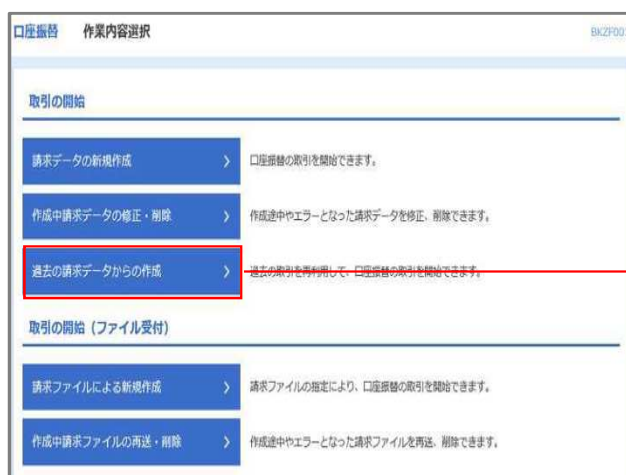 口座振替 作業内容選択 BKZF00
取引の開始
請求データの新規作成 口座振替の取引を開始できます。
作成中請求データの修正・削除 作成途中やエラーとなった請求データを修正、削除できます。
過去の請求データからの作成 過去の取引を再利用して、口座振替の取引を開始できます。
取引の開始（ファイル受付）
請求ファイルによる新規作成 請求ファイルの指定により、口座振替の取引を開始できます。
作成中請求ファイルの再送・削除 作成途中やエラーとなった請求ファイルを再送、削除できます。